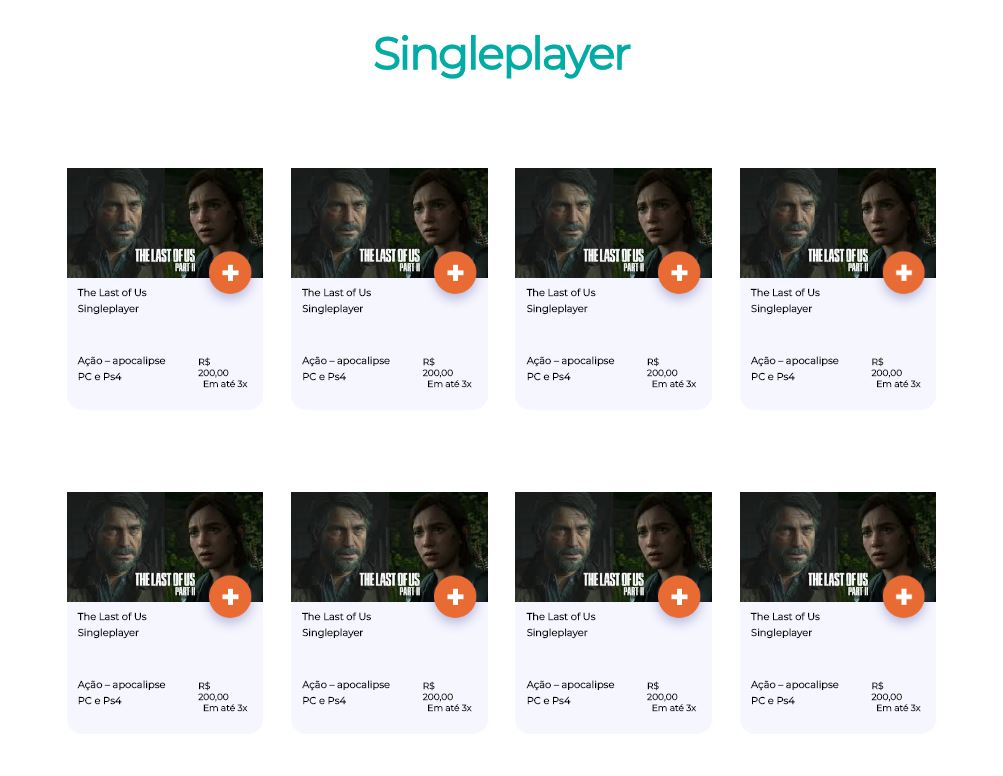 Singleplayer
THE LAST OF US
PART II
The Last of Us
Singleplayer
Ação – apocalipse
PC e Ps4
R$
200,00
Em até 3x
THE LAST OF US
PART II
The Last of Us
Singleplayer
Ação – apocalipse
PC e Ps4
R$
200,00
Em até 3x
THE LAST OF US
PART II
The Last of Us
Singleplayer
Ação – apocalipse
PC e Ps4
R$
200,00
Em até 3x
THE LAST OF US
PART II
The Last of Us
Singleplayer
Ação – apocalipse
PC e Ps4
R$
200,00
Em até 3x
THE LAST OF US
PART II
The Last of Us
Singleplayer
Ação – apocalipse
PC e Ps4
R$
200,00
Em até 3x
THE LAST OF US
PART II
The Last of Us
Singleplayer
Ação – apocalipse
PC e Ps4
R$
200,00
Em até 3x
THE LAST OF US
PART II
The Last of Us
Singleplayer
Ação – apocalipse
PC e Ps4
R$
200,00
Em até 3x
THE LAST OF US
PART II
The Last of Us
Singleplayer
Ação – apocalipse
PC e Ps4
R$
200,00
Em até 3x